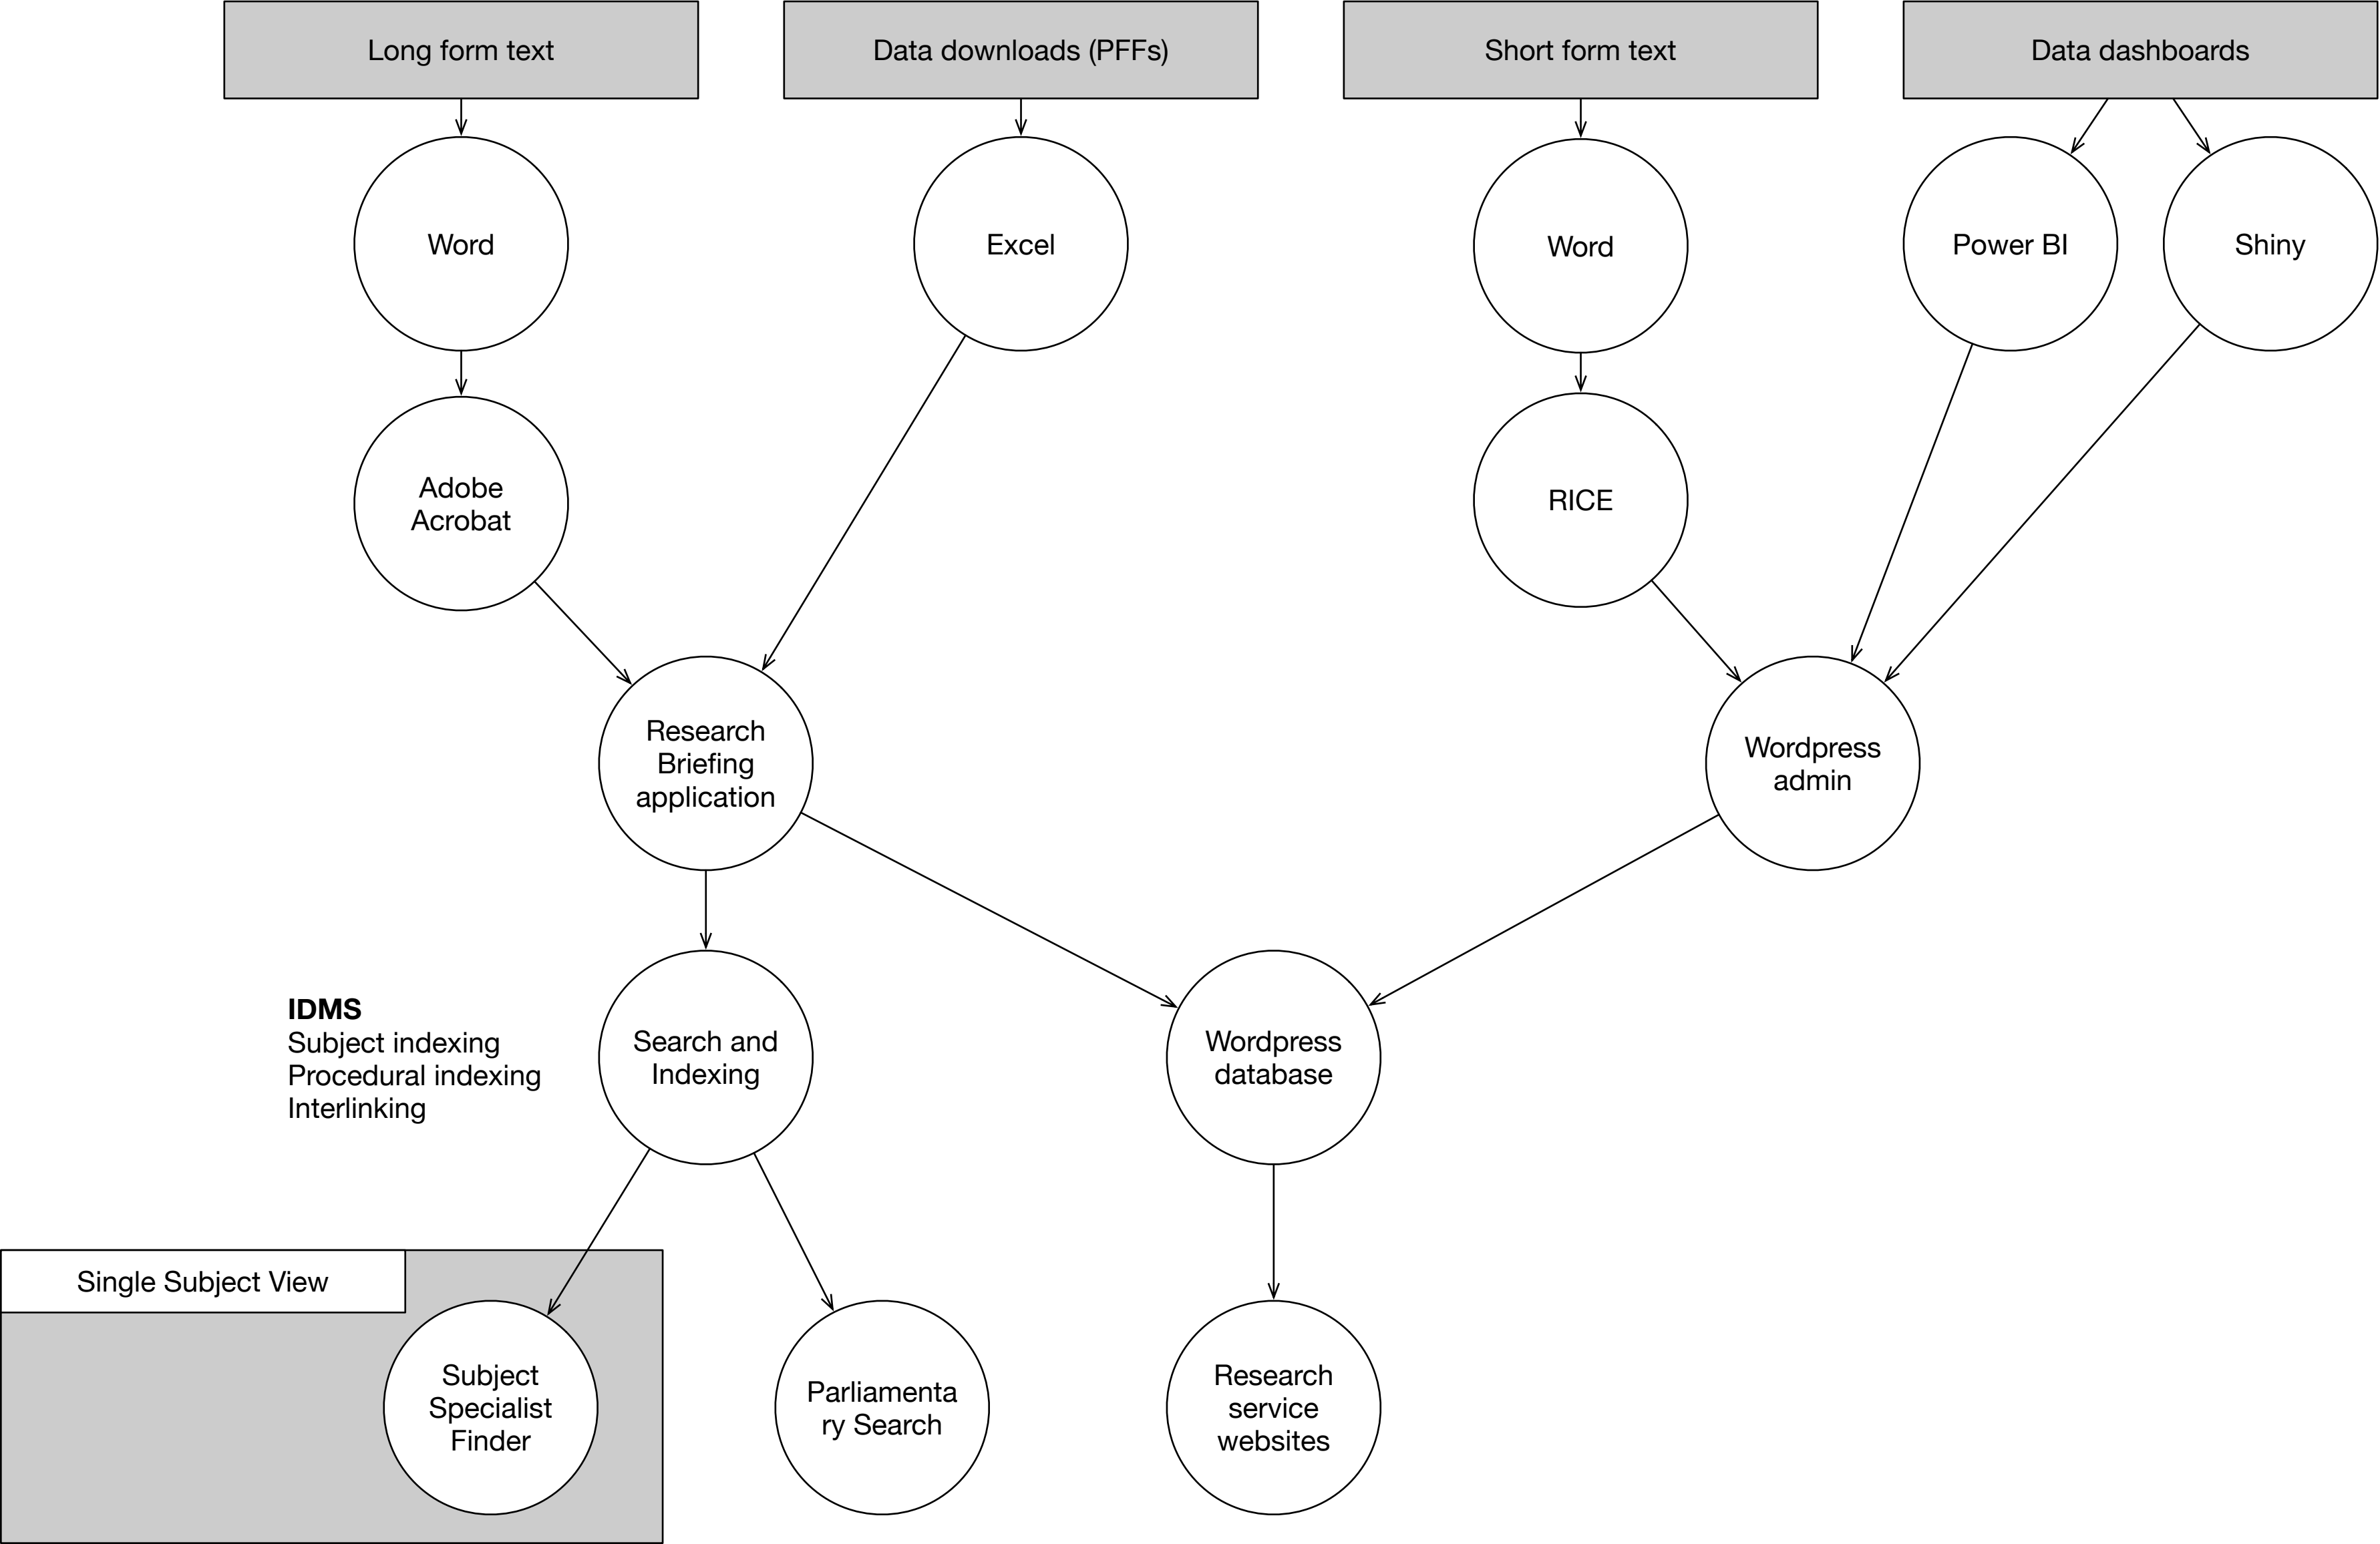 Long form text
Data downloads (PFFs)
Short form text
Data dashboards
Word
Excel
Word
Power BI
Shiny
Adobe
Acrobat
RICE
Research
Briefing
application
Wordpress
admin
IDMS
Subject indexing
Procedural indexing
Interlinking
Search and
Indexing
Wordpress
database
Single Subject View
Subject
Specialist
Finder
Parliamenta
ry Search
Research
service
websites